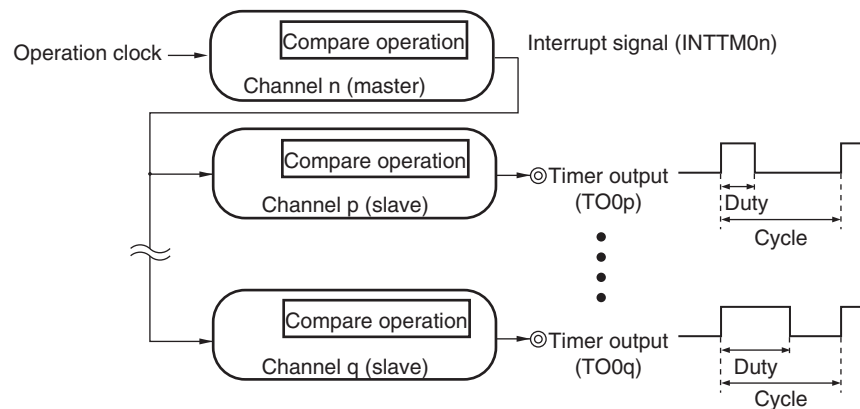 Compare operation
Operation clock
Interrupt signal (INTTM0n)
Channel n (master)
Compare operation
Timer output
(TO0p)
Channel p (slave)
Duty
Cycle
Compare operation
Timer output
(TO0q)
Channel q (slave)
Duty
Cycle